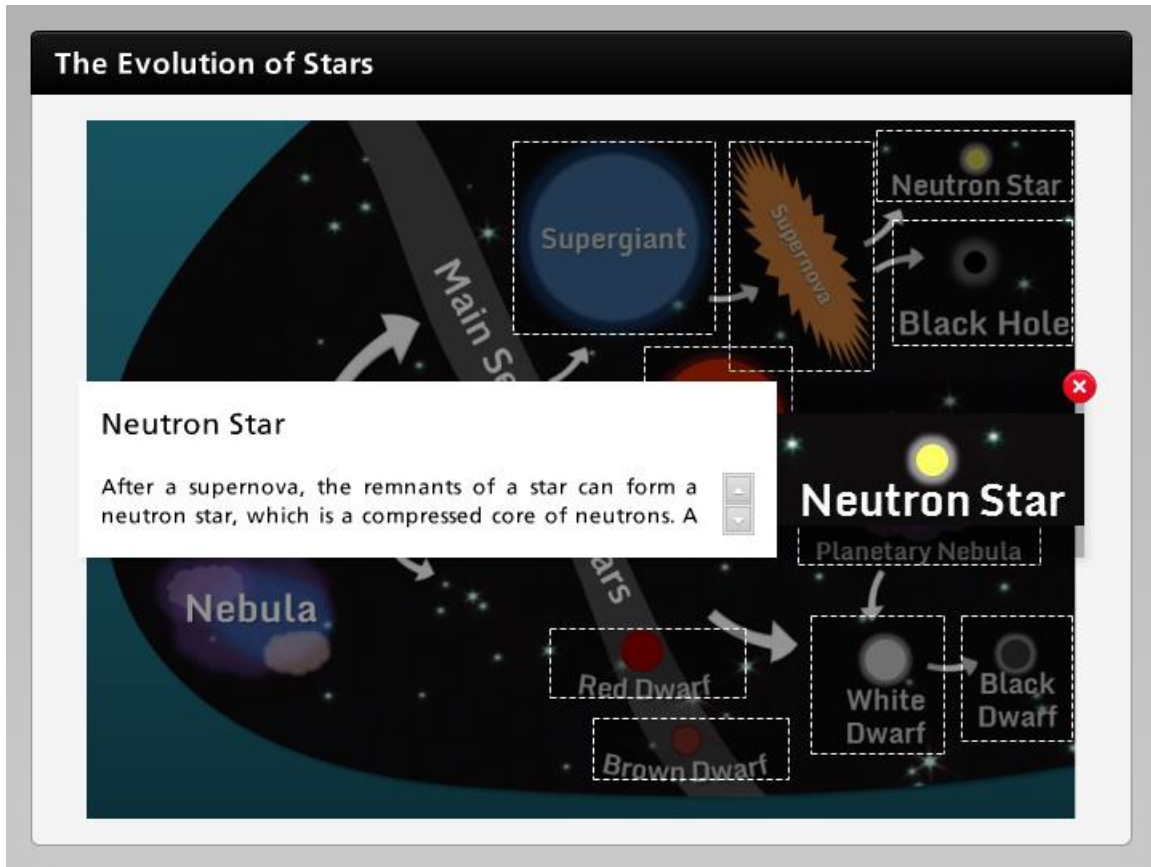 The Evolution of Stars
Neutron Star
Supergiant
Supernova
Black Hole
Main Se
Neutron Star
After a supernova, the remnants of a star can form a
neutron star, which is a compressed core of neutrons. A
Neutron Star
Planetary Nebula
ars
Nebula
Red Dwarf
White
Dwarf
Black
Dwarf
Brown Dwarf